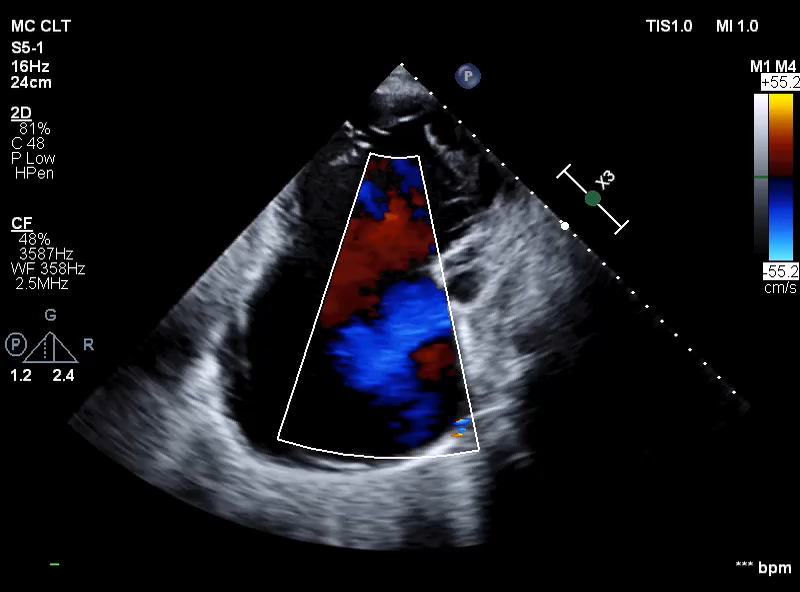 MC CLT
S5-1
16Hz
24cm
2D
81%
C 48
P Low
HPen
CF
48%
3587Hz
WF 358Hz
2.5MHz
G
P R
1.2 2.4
P
X3
TIS1.0 MI 1.0
M1 M4
+55.2
-55.2
cm/s
*** bpm